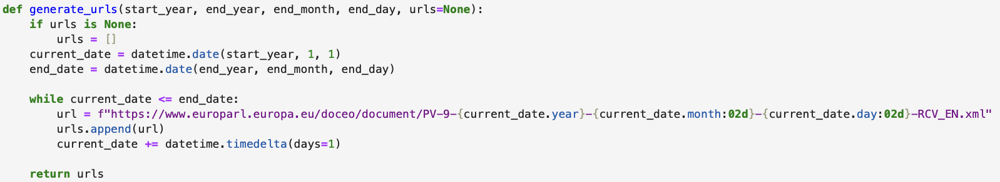 def generate_urls(start_year, end_year, end_month, end_day, urls=None):
    if urls is None:
        urls = []
    current_date = datetime.date(start_year, 1, 1)
    end_date = datetime.date(end_year, end_month, end_day)

    while current_date <= end_date:
        url = f"https://www.europarl.europa.eu/doceo/document/PV-9-{current_date.year}-{current_date.month:02d}-{current_date.day:02d}-RCV_EN.xml"
        urls.append(url)
        current_date += datetime.timedelta(days=1)

    return urls